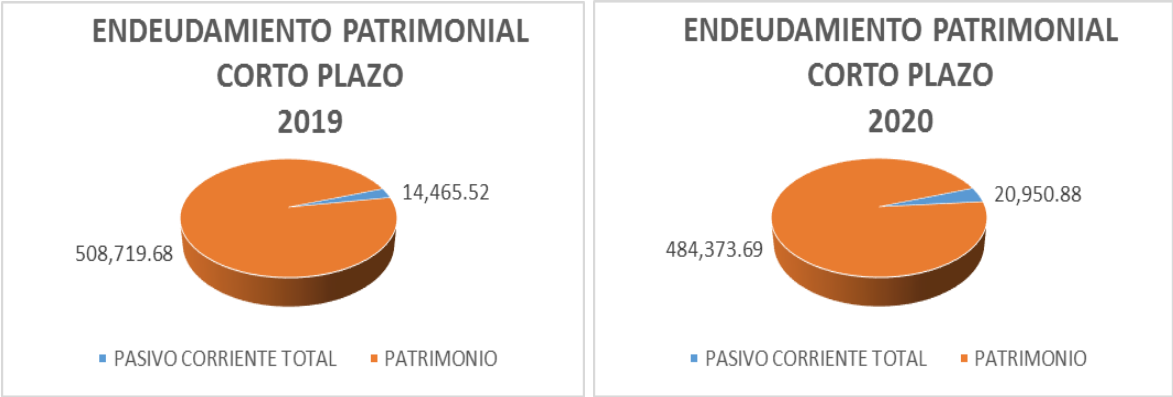 ENDEUDAMIENTO PATRIMONIAL
CORTO PLAZO
2019
14,465.52
508,719.68
PASIVO CORRIENTE TOTAL
PATRIMONIO
ENDEUDAMIENTO PATRIMONIAL
CORTO PLAZO
2020
20,950.88
484,373.69
PASIVO CORRIENTE TOTAL
PATRIMONIO